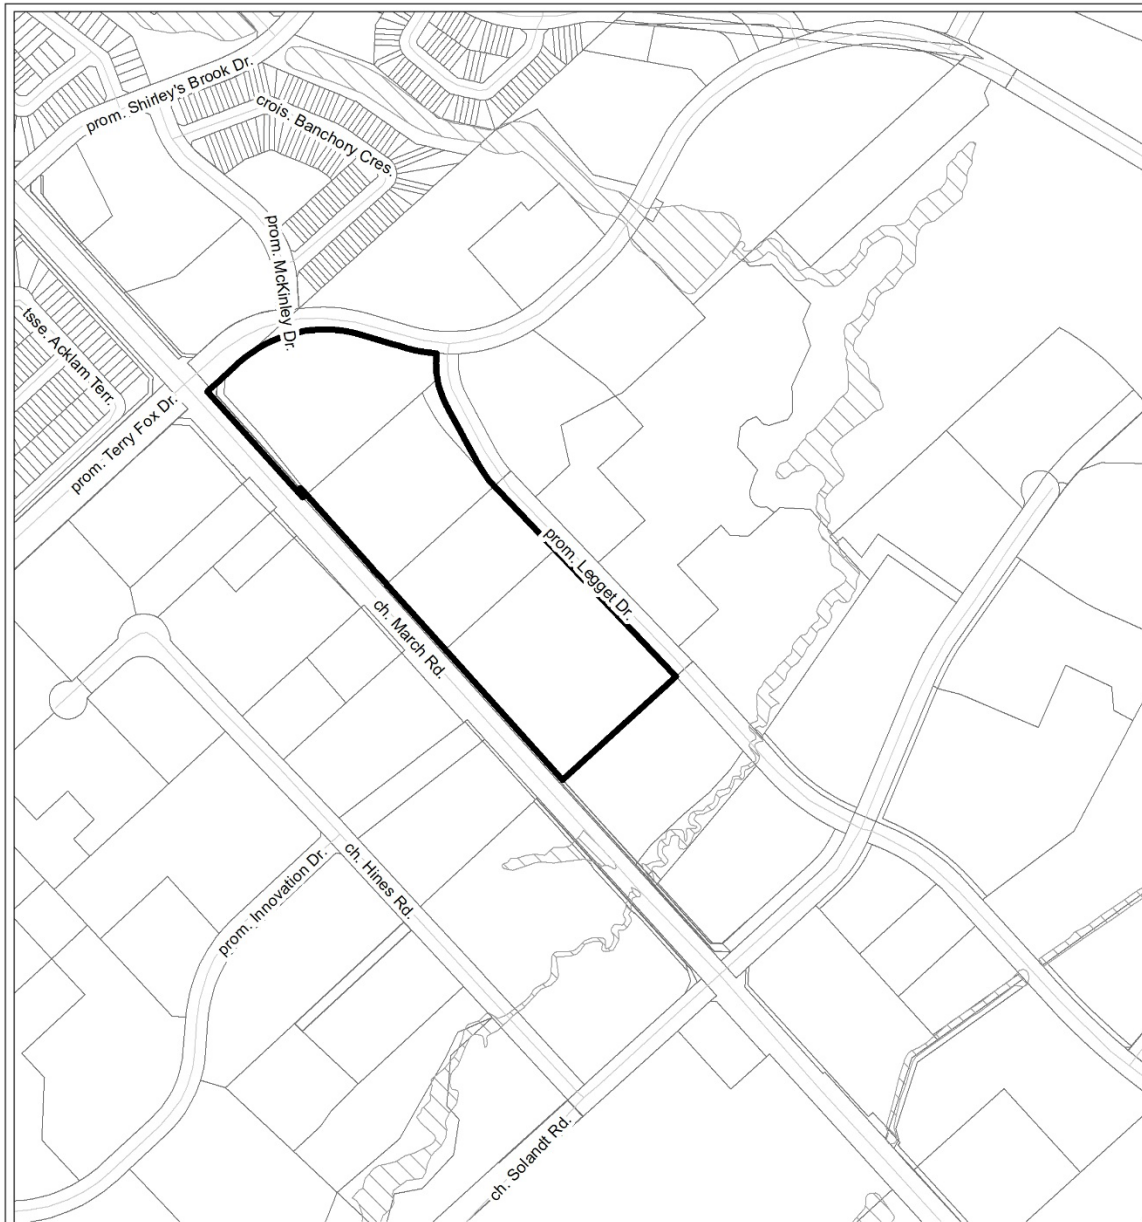 prom. Shirley's Brook Dr.
crois. Banchory Cres.
prom. McKinley Dr.
tsse. Acklam Terr.
prom. Terry Fox Dr.
prom. Legget Dr.
ch. March Rd.
ch. Hines Rd.
prom. Innovation Dr.
ch. Solandt Rd.